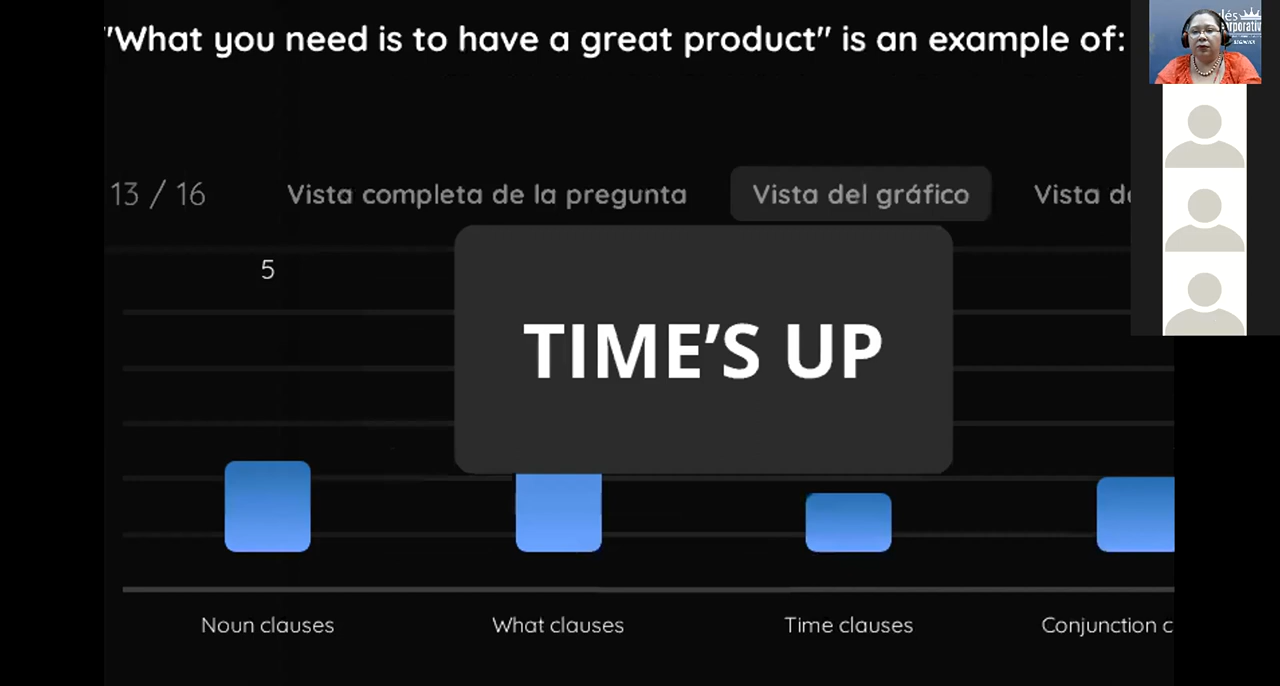 "What you need is to have a great product" is an example of:
13 / 16
Vista completa de la pregunta
Vista del gráfico
Vista
5
TIME'S UP
Noun clauses
What clauses
Time clauses
Conjunction c